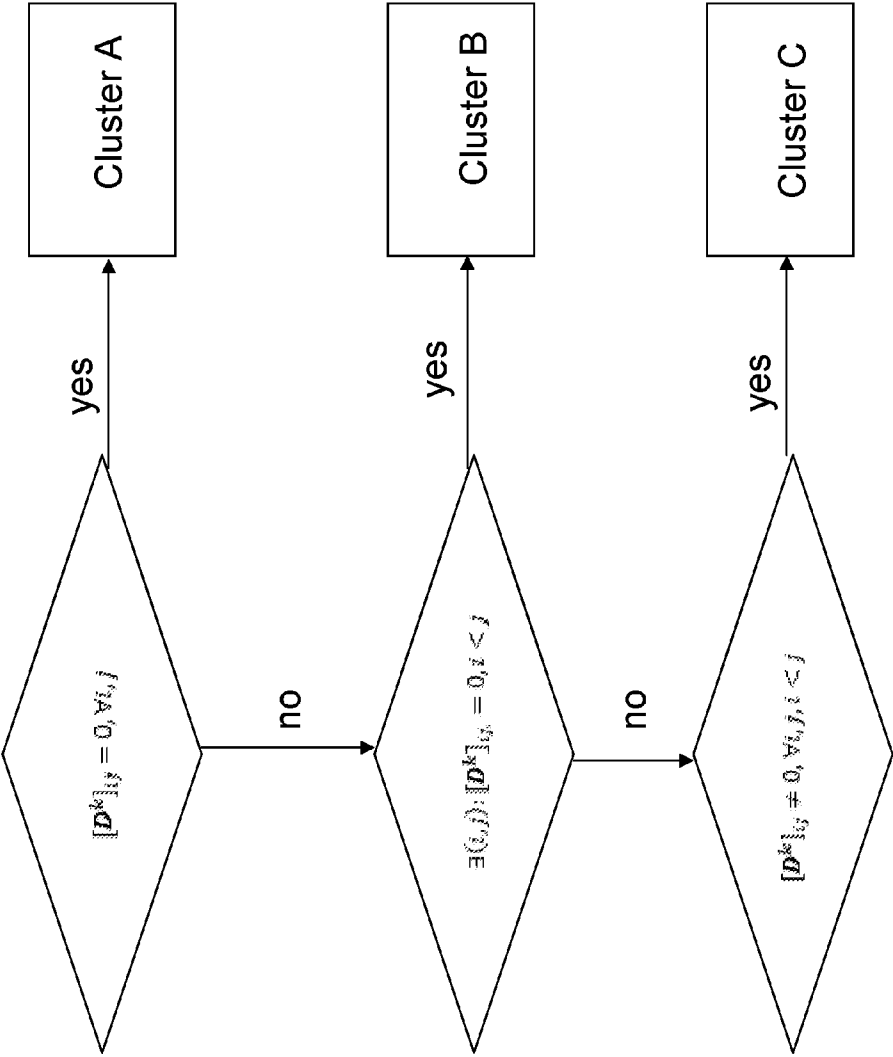 [D^k]_{i,j} = 0, ∀i, j
yes
Cluster A
no
∃(i, j): [D^k]_{i,j} = 0, i > j
yes
Cluster B
no
[D^k]_{i,j} ≠ 0, ∀i, j, i > j
yes
Cluster C